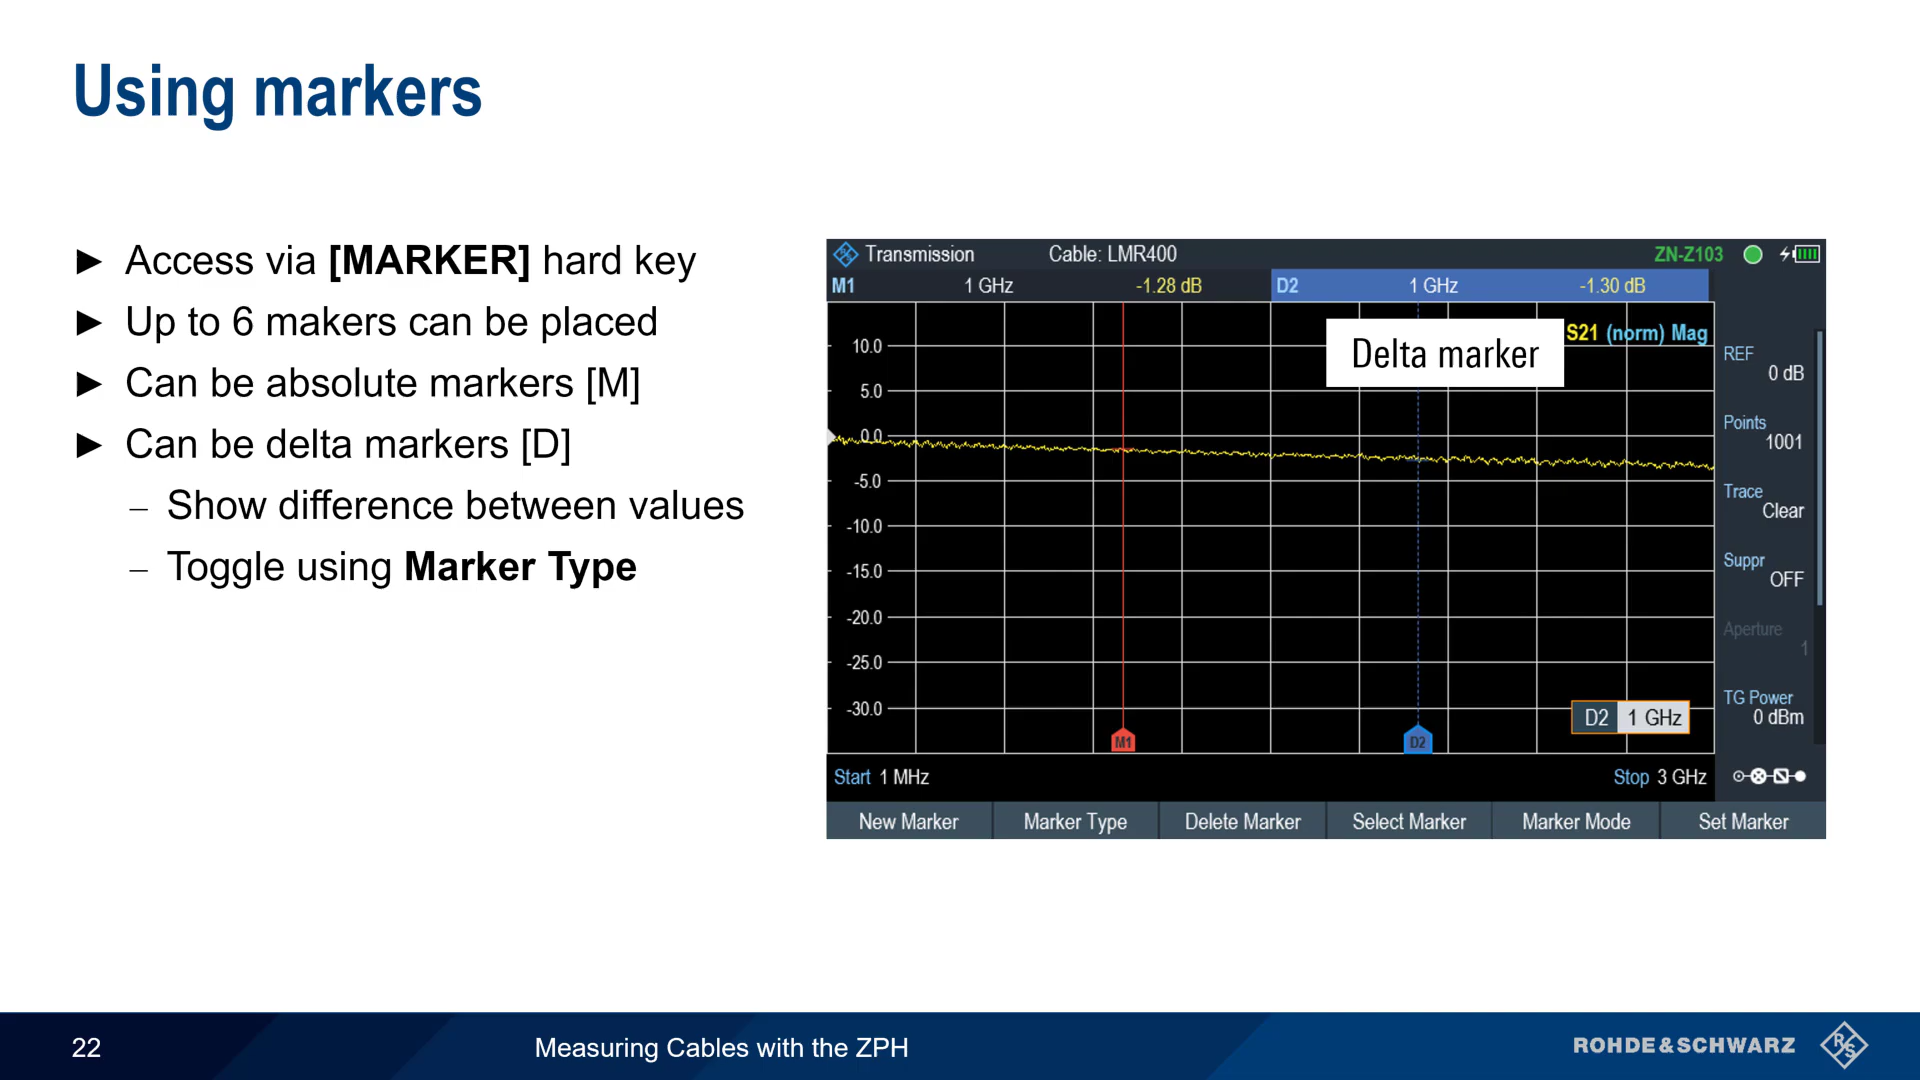 Using markers
► Access via [MARKER] hard key
► Up to 6 makers can be placed
► Can be absolute markers [M]
► Can be delta markers [D]
– Show difference between values
– Toggle using Marker Type
Transmission Cable: LMR400 ZN-Z103
M1 1 GHz -1.28 dB D2 1 GHz -1.30 dB
S21 (norm) Mag
Delta marker
10.0
5.0
0.0
-5.0
-10.0
-15.0
-20.0
-25.0
-30.0
REF
0 dB
Points
1001
Trace
Clear
Suppr
OFF
Aperture
1
TG Power
0 dBm
D2 1 GHz
M1 D2
Start 1 MHz Stop 3 GHz
New Marker Marker Type Delete Marker Select Marker Marker Mode Set Marker
22 Measuring Cables with the ZPH ROHDE&SCHWARZ R S